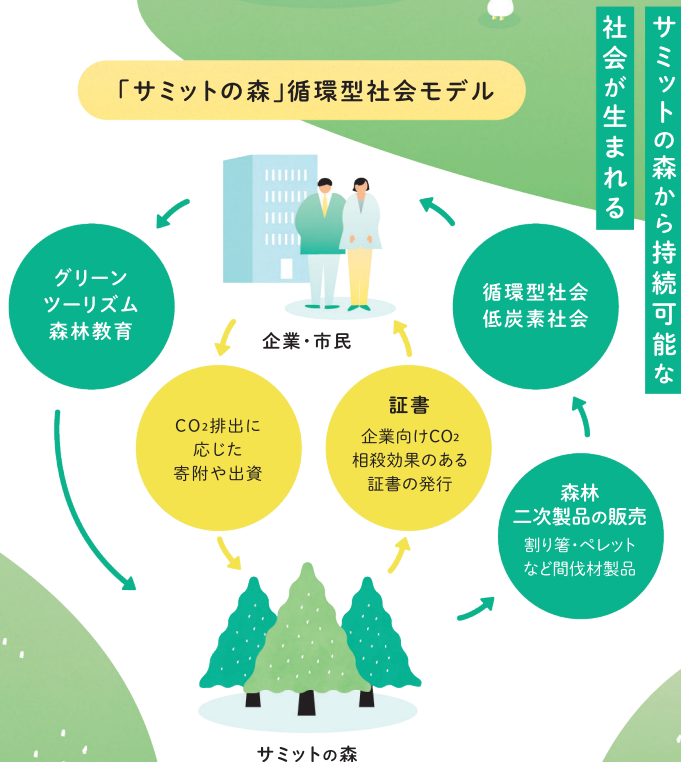 サミットの森から持続可能な
社会が生まれる
「サミットの森」循環型社会モデル
企業・市民
グリーン
ツーリズム
森林教育
循環型社会
低炭素社会
CO₂排出に
応じた
寄附や出資
証書
企業向けCO₂
相殺効果のある
証書の発行
森林
二次製品の販売
割り箸・ペレット
など間伐材製品
サミットの森